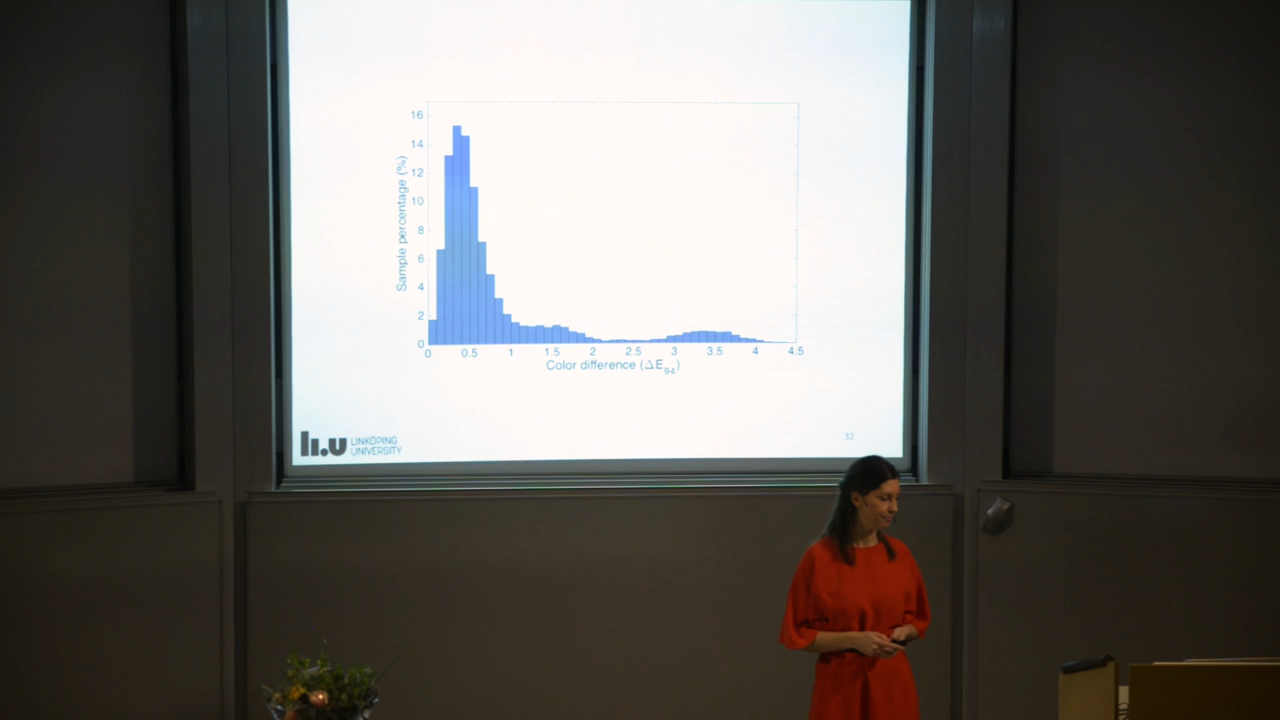 16
14
12
10
8
6
4
2
0
Sample percentage (%)
0 0.5 1 1.5 2 2.5 3 3.5 4 4.5
Color difference (ΔE94)
li.u LINKÖPING
UNIVERSITY
32